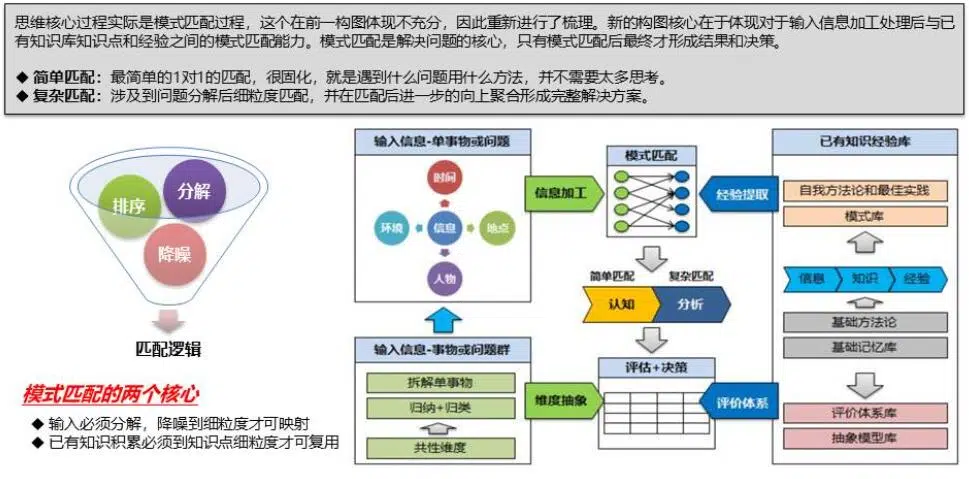 思维核心过程实际是模式匹配过程，这个在前一构图体现不充分，因此重新进行了梳理。新的构图核心在于体现对于输入信息加工处理后与已
有知识库知识点和经验之间的模式匹配能力。模式匹配是解决问题的核心，只有模式匹配后最终才形成结果和决策。
◆ 简单匹配：最简单的1对1的匹配，很固化，就是遇到什么问题用什么方法，并不需要太多思考。
◆ 复杂匹配：涉及到问题分解后细粒度匹配，并在匹配后进一步的向上聚合形成完整解决方案。
排序
分解
降噪
匹配逻辑
模式匹配的两个核心
◆ 输入必须分解，降噪到细粒度才可映射
◆ 已有知识积累必须到知识点细粒度才可复用
输入信息-单事物或问题
时间
环境
信息
地点
人物
输入信息-事物或问题群
拆解单事物
归纳+归类
共性维度
信息加工
模式匹配
经验提取
简单匹配
复杂匹配
认知
分析
维度抽象
评估+决策
评价体系
已有知识经验库
自我方法论和最佳实践
模式库
信息
知识
经验
基础方法论
基础记忆库
评价体系库
抽象模型库